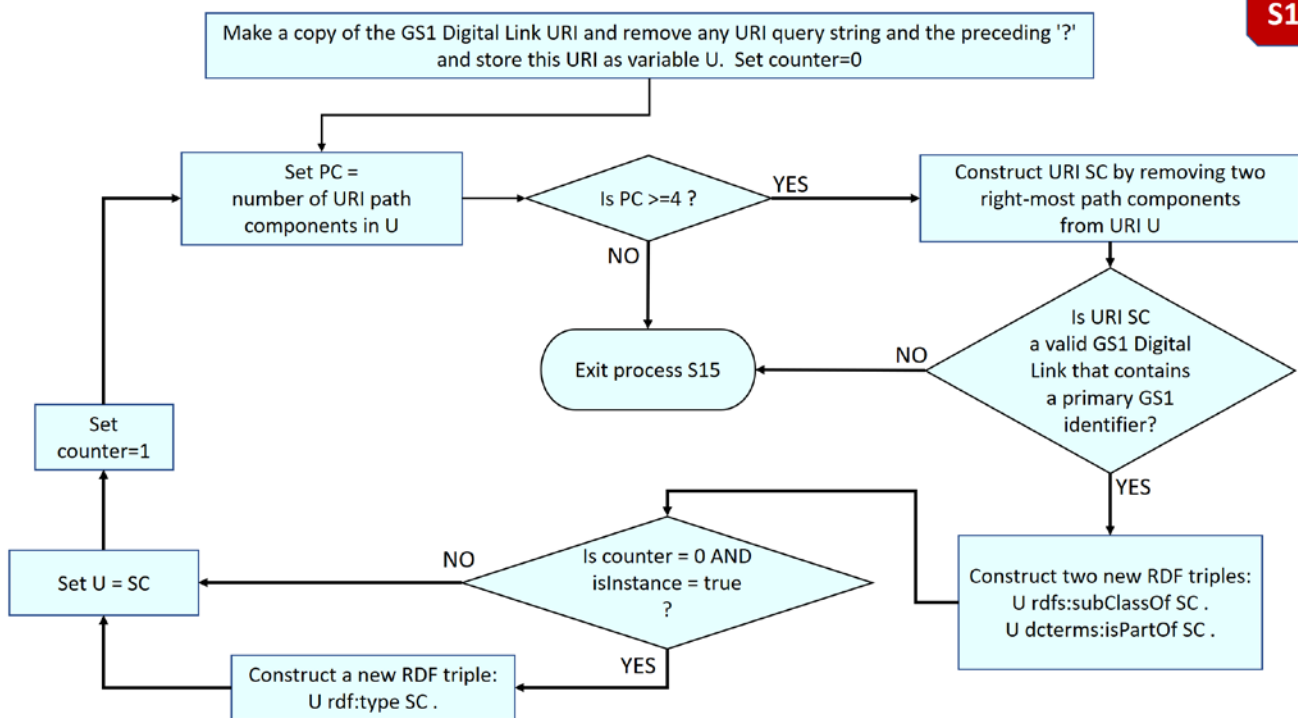 S1
Make a copy of the GS1 Digital Link URI and remove any URI query string and the preceding '?'
and store this URI as variable U. Set counter=0
Set PC =
number of URI path
components in U
Is PC >=4 ?
YES
Construct URI SC by removing two
right-most path components
from URI U
NO
Is URI SC
a valid GS1 Digital
Link that contains
a primary GS1
identifier?
NO
Exit process S15
YES
Set
counter=1
Is counter = 0 AND
isInstance = true
?
NO
Set U = SC
Construct two new RDF triples:
U rdfs:subClassOf SC .
U dcterms:isPartOf SC .
YES
Construct a new RDF triple:
U rdf:type SC .